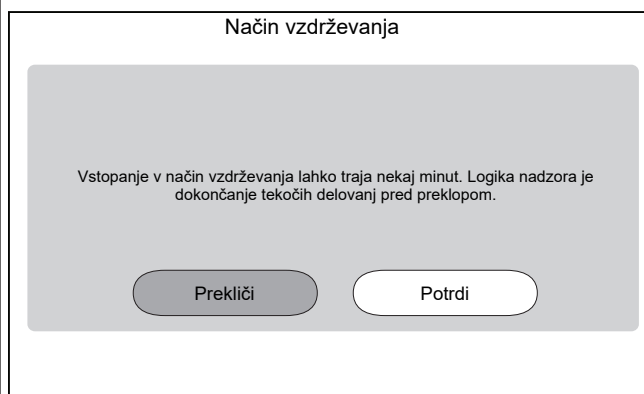 Način vzdrževanja
Vstopanje v način vzdrževanja lahko traja nekaj minut. Logika nadzora je
dokončanje tekočih delovanj pred preklopom.
Prekliči
Potrdi